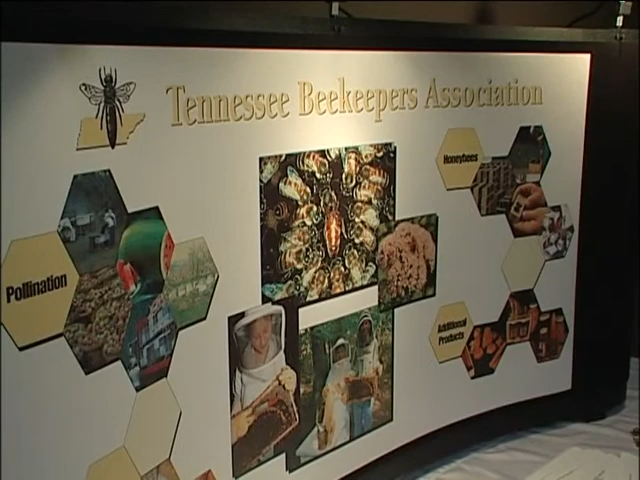 Tennessee Beekeepers Association
Honeybees
Pollination
Additional
Products